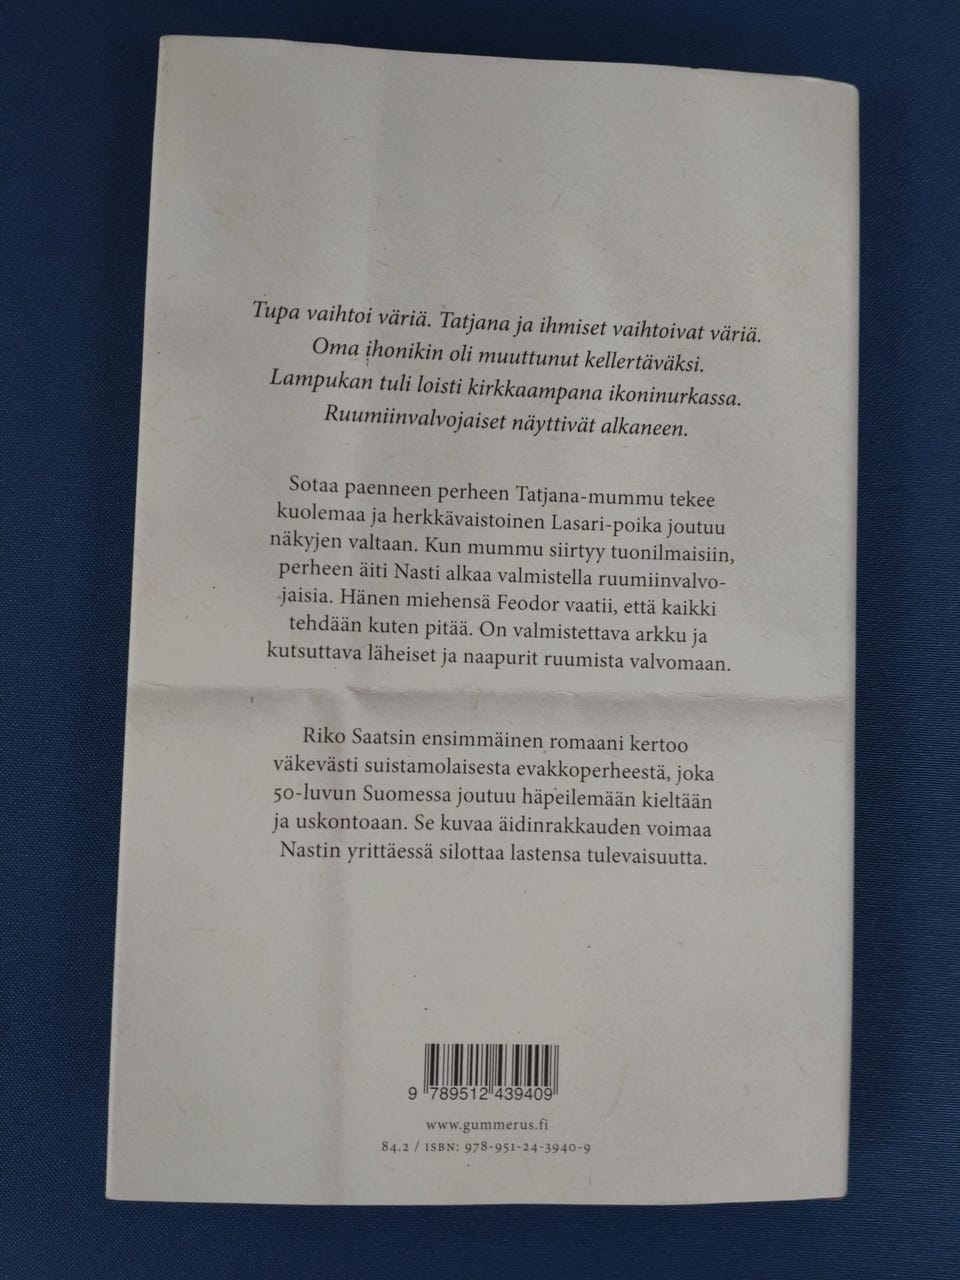 Tupa vaihtoi väriä. Tatjana ja ihmiset vaihtoivat väriä.
Oma ihonikin oli muuttunut kellertäväksi.
Lampukan tuli loisti kirkkaampana ikoninurkassa.
Ruumiinvalvojaiset näyttivät alkaneen.
Sotaa paenneen perheen Tatjana-mummu tekee
kuolemaa ja herkkävaistoinen Lasari-poika joutuu
näkyjen valtaan. Kun mummu siirtyy tuonilmaisiin,
perheen äiti Nasti alkaa valmistella ruumiinvalvo-
jaisia. Hänen miehensä Feodor vaatii, että kaikki
tehdään kuten pitää. On valmistettava arkku ja
kutsuttava läheiset ja naapurit ruumista valvomaan.
Riko Saatsin ensimmäinen romaani kertoo
väkevästi suistamolaisesta evakkoperheestä, joka
50-luvun Suomessa joutuu häpeilemään kieltään
ja uskontoaan. Se kuvaa äidinrakkauden voimaa
Nastin yrittäessä silottaa lastensa tulevaisuutta.
9 789512 439409
www.gummerus.fi
84.2 / ISBN: 978-951-24-3940-9